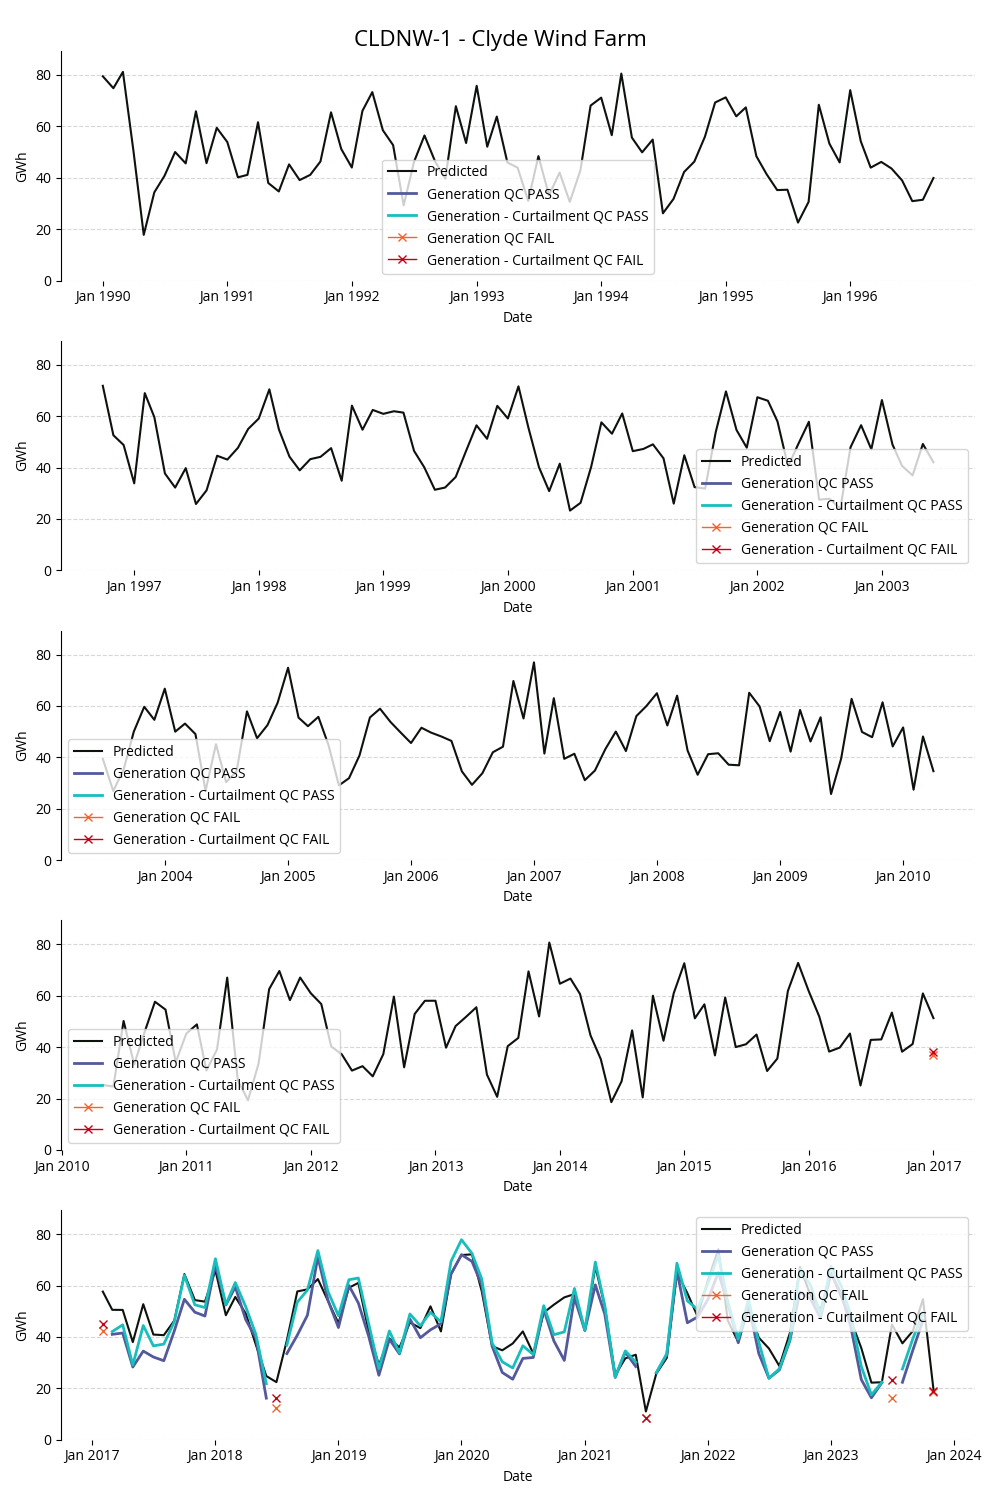 CLDNW-1 - Clyde Wind Farm
80
60
40
20
0
GWh
Predicted
Generation QC PASS
Generation - Curtailment QC PASS
Generation QC FAIL
Generation - Curtailment QC FAIL
Jan 1990
Jan 1991
Jan 1992
Jan 1993
Jan 1994
Jan 1995
Jan 1996
Date
80
60
40
20
0
GWh
Predicted
Generation QC PASS
Generation - Curtailment QC PASS
Generation QC FAIL
Generation - Curtailment QC FAIL
Jan 1997
Jan 1998
Jan 1999
Jan 2000
Jan 2001
Jan 2002
Jan 2003
Date
80
60
40
20
0
GWh
Predicted
Generation QC PASS
Generation - Curtailment QC PASS
Generation QC FAIL
Generation - Curtailment QC FAIL
Jan 2004
Jan 2005
Jan 2006
Jan 2007
Jan 2008
Jan 2009
Jan 2010
Date
80
60
40
20
0
GWh
Predicted
Generation QC PASS
Generation - Curtailment QC PASS
Generation QC FAIL
Generation - Curtailment QC FAIL
Jan 2010
Jan 2011
Jan 2012
Jan 2013
Jan 2014
Jan 2015
Jan 2016
Jan 2017
Date
80
60
40
20
0
GWh
Predicted
Generation QC PASS
Generation - Curtailment QC PASS
Generation QC FAIL
Generation - Curtailment QC FAIL
Jan 2017
Jan 2018
Jan 2019
Jan 2020
Jan 2021
Jan 2022
Jan 2023
Jan 2024
Date